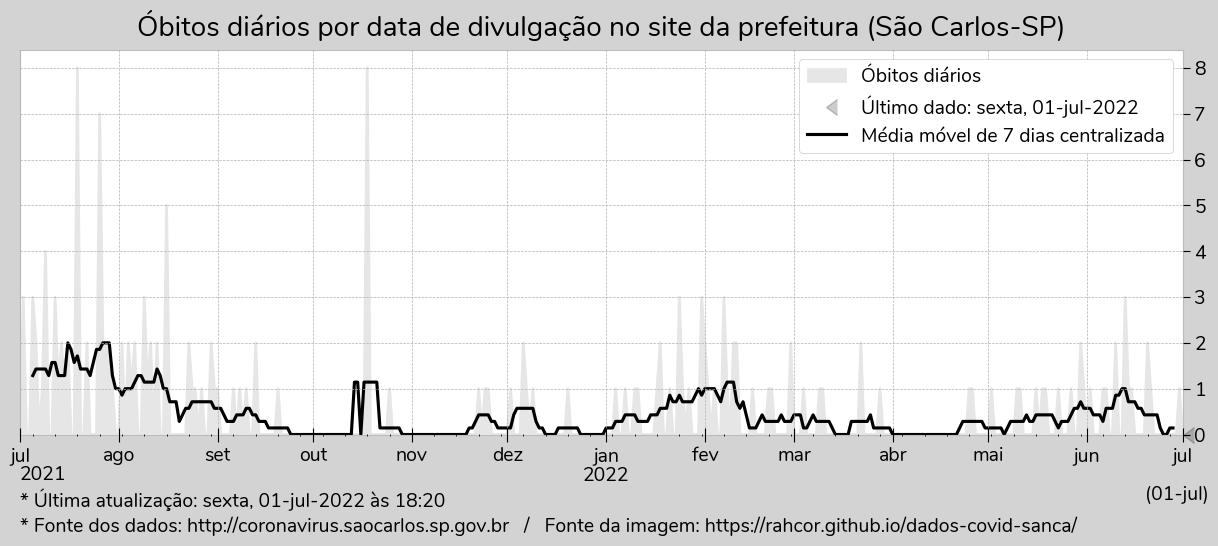 Óbitos diários por data de divulgação no site da prefeitura (São Carlos-SP)
Óbitos diários
Último dado: sexta, 01-jul-2022
Média móvel de 7 dias centralizada
8
7
6
5
4
3
2
1
0
jul ago set out nov dez jan fev mar abr mai jun jul
2021 2022
(01-jul)
* Última atualização: sexta, 01-jul-2022 às 18:20
* Fonte dos dados: http://coronavirus.saocarlos.sp.gov.br / Fonte da imagem: https://rahcor.github.io/dados-covid-sanca/